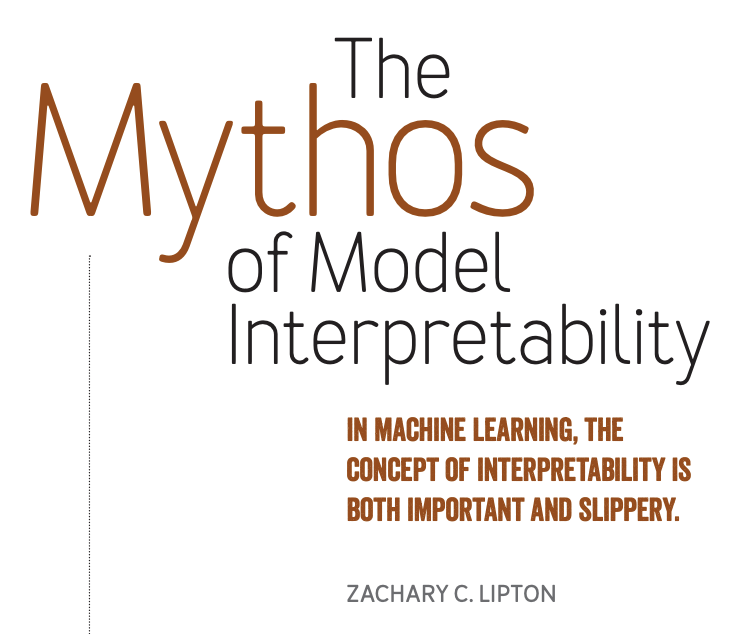 The
Mythos
of Model
Interpretability
IN MACHINE LEARNING, THE
CONCEPT OF INTERPRETABILITY IS
BOTH IMPORTANT AND SLIPPERY.
ZACHARY C. LIPTON